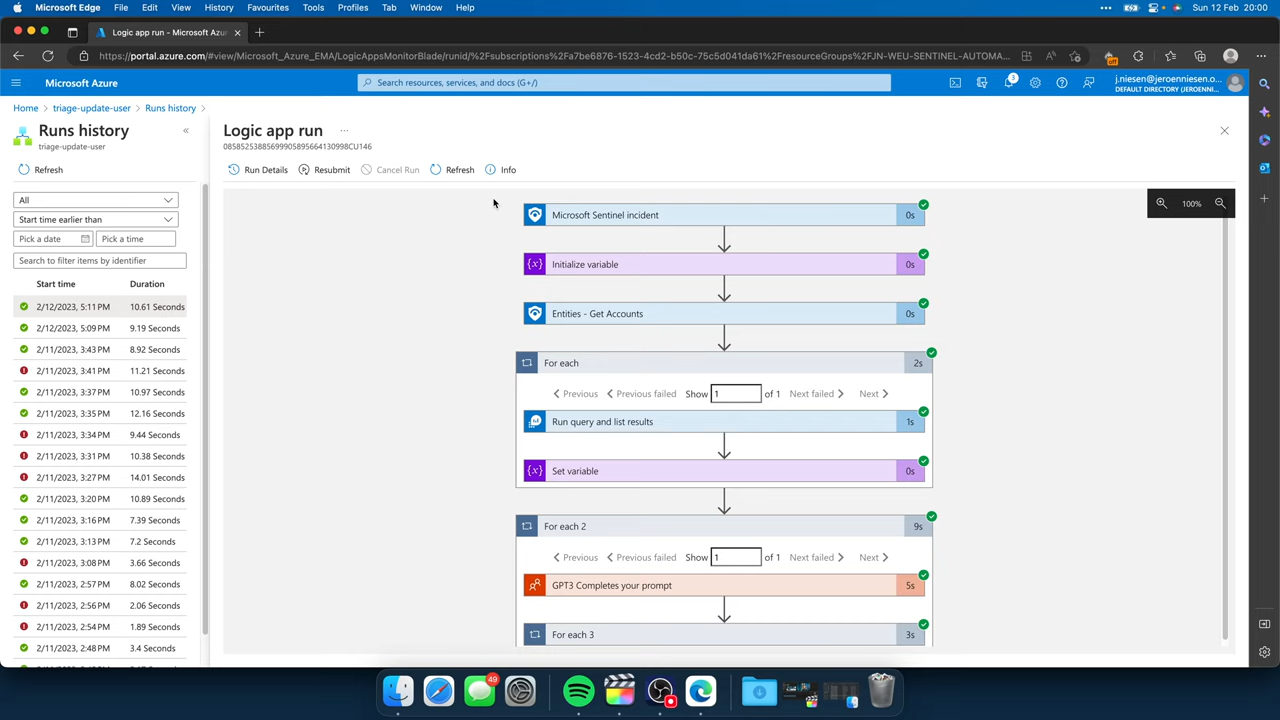 Microsoft Edge File Edit View History Favourites Tools Profiles Tab Window Help
Sun 12 Feb 20:00
Logic app run - Microsoft Azu
https://portal.azure.com/#view/Microsoft_Azure_EMA/LogicAppsMonitorBlade/runid/%2Fsubscriptions%2Fa7be6876-1523-4cd2-b50c-75c5d041da61%2FresourceGroups%2FJN-WEU-SENTINEL-AUTOMA...
off
Microsoft Azure
Search resources, services, and docs (G+/)
3
j.niesen@jeroenniesen.o...
DEFAULT DIRECTORY (JEROENNI...
Home > triage-update-user > Runs history >
Runs history
triage-update-user
Refresh
All
Start time earlier than
Pick a date
Pick a time
Search to filter items by identifier
Start time Duration
2/12/2023, 5:11 PM 10.61 Seconds
2/12/2023, 5:09 PM 9.19 Seconds
2/11/2023, 3:43 PM 8.92 Seconds
2/11/2023, 3:41 PM 11.21 Seconds
2/11/2023, 3:37 PM 10.97 Seconds
2/11/2023, 3:35 PM 12.16 Seconds
2/11/2023, 3:34 PM 9.44 Seconds
2/11/2023, 3:31 PM 10.38 Seconds
2/11/2023, 3:27 PM 14.01 Seconds
2/11/2023, 3:20 PM 10.89 Seconds
2/11/2023, 3:16 PM 7.39 Seconds
2/11/2023, 3:13 PM 7.2 Seconds
2/11/2023, 3:08 PM 3.66 Seconds
2/11/2023, 2:57 PM 8.02 Seconds
2/11/2023, 2:56 PM 2.06 Seconds
2/11/2023, 2:54 PM 1.89 Seconds
2/11/2023, 2:48 PM 3.4 Seconds
Logic app run ...
Run Details Resubmit Cancel Run Refresh Info
100%
Microsoft Sentinel incident 0s
Initialize variable 0s
Entities - Get Accounts 0s
For each 2s
Previous Previous failed Show 1 of 1 Next failed Next
Run query and list results 1s
Set variable 0s
For each 2 9s
Previous Previous failed Show 1 of 1 Next failed Next
GPT3 Completes your prompt 5s
For each 3 3s
49